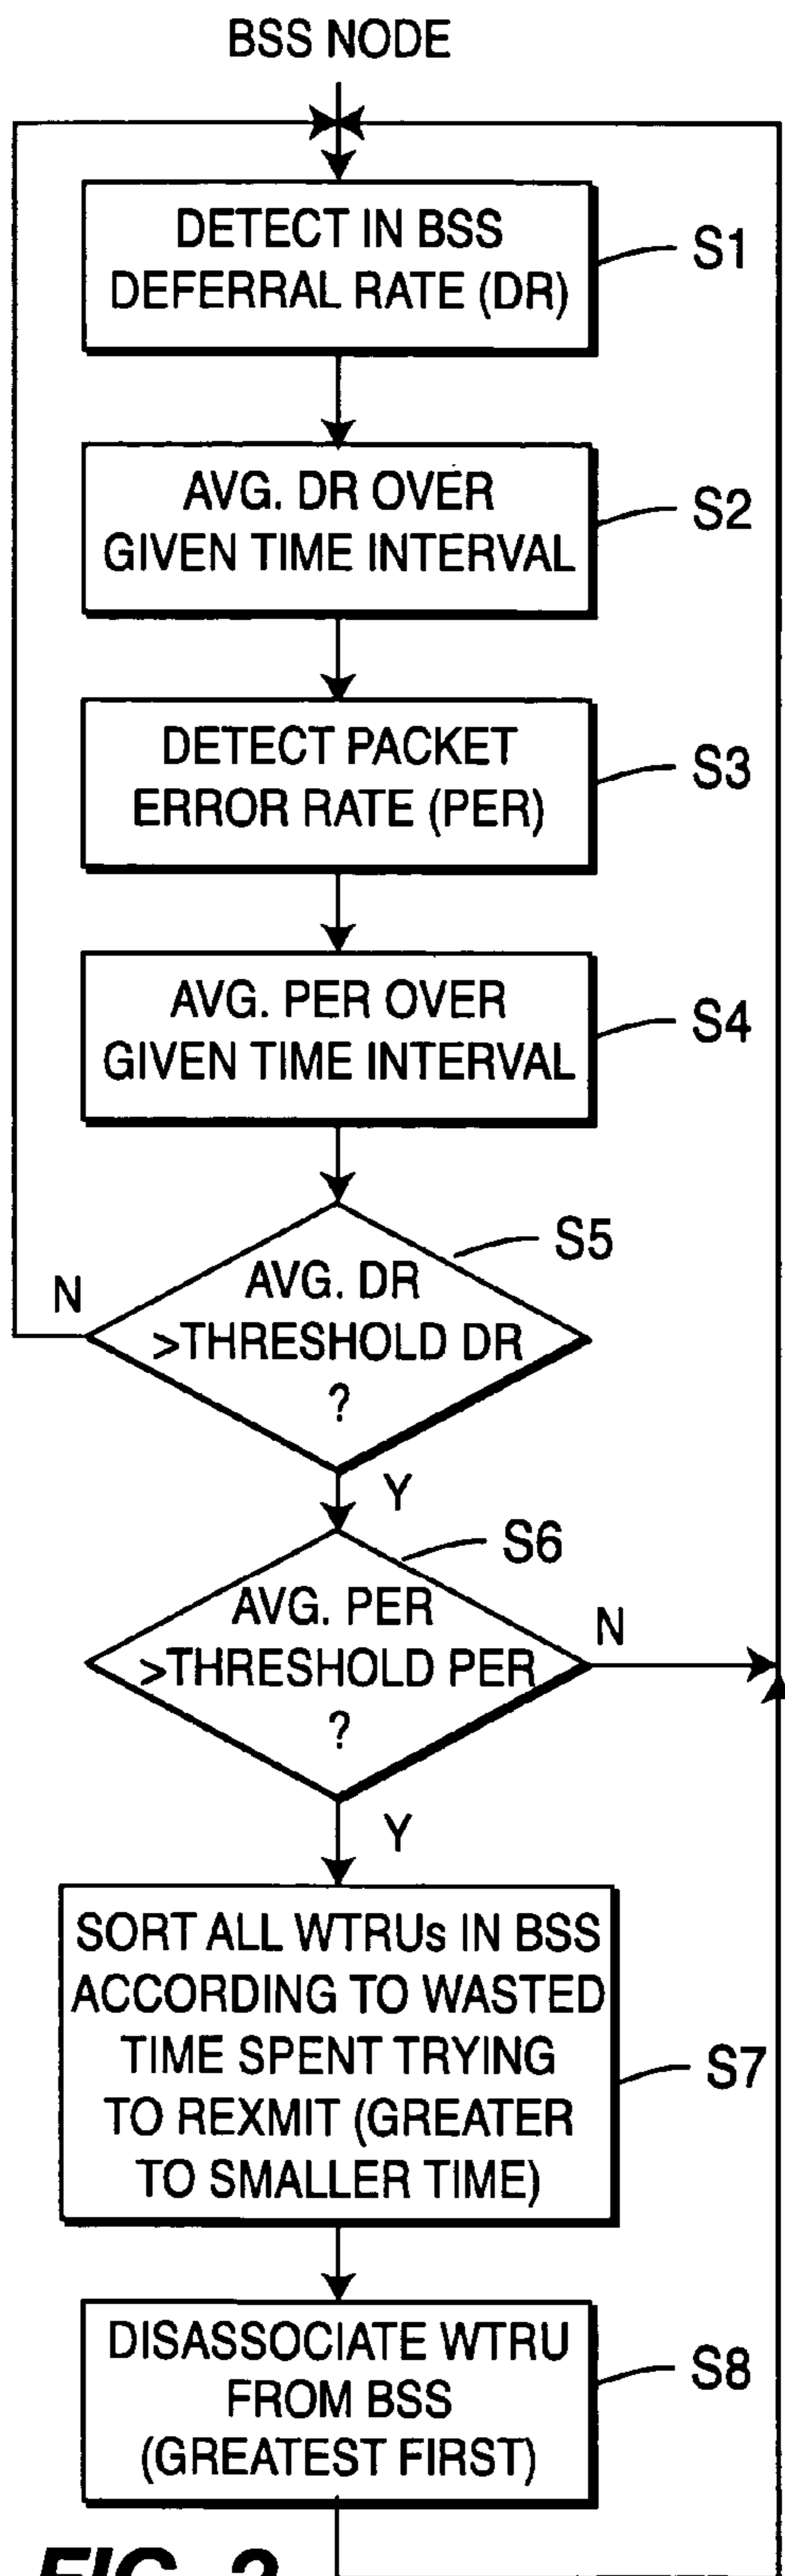 BSS NODE
DETECT IN BSS
DEFERRAL RATE (DR)
S1
AVG. DR OVER
GIVEN TIME INTERVAL
S2
DETECT PACKET
ERROR RATE (PER)
S3
AVG. PER OVER
GIVEN TIME INTERVAL
S4
S5
AVG. DR
>THRESHOLD DR
?
N
Y
S6
AVG. PER
>THRESHOLD PER
?
N
Y
SORT ALL WTRUs IN BSS
ACCORDING TO WASTED
TIME SPENT TRYING
TO REXMIT (GREATER
TO SMALLER TIME)
S7
DISASSOCIATE WTRU
FROM BSS
(GREATEST FIRST)
S8